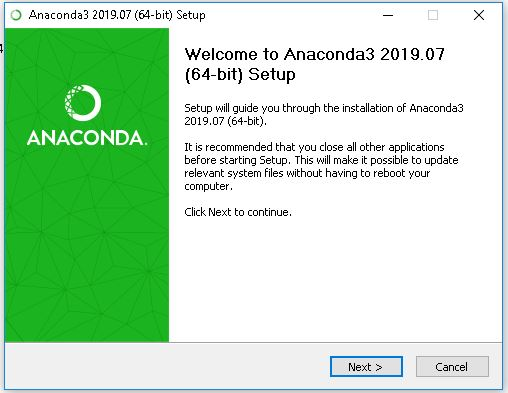 Anaconda3 2019.07 (64-bit) Setup
4
Welcome to Anaconda3 2019.07
(64-bit) Setup
ANACONDA.
Setup will guide you through the installation of Anaconda3
2019.07 (64-bit).
It is recommended that you close all other applications
before starting Setup. This will make it possible to update
relevant system files without having to reboot your
computer.
Click Next to continue.
Next >
Cancel